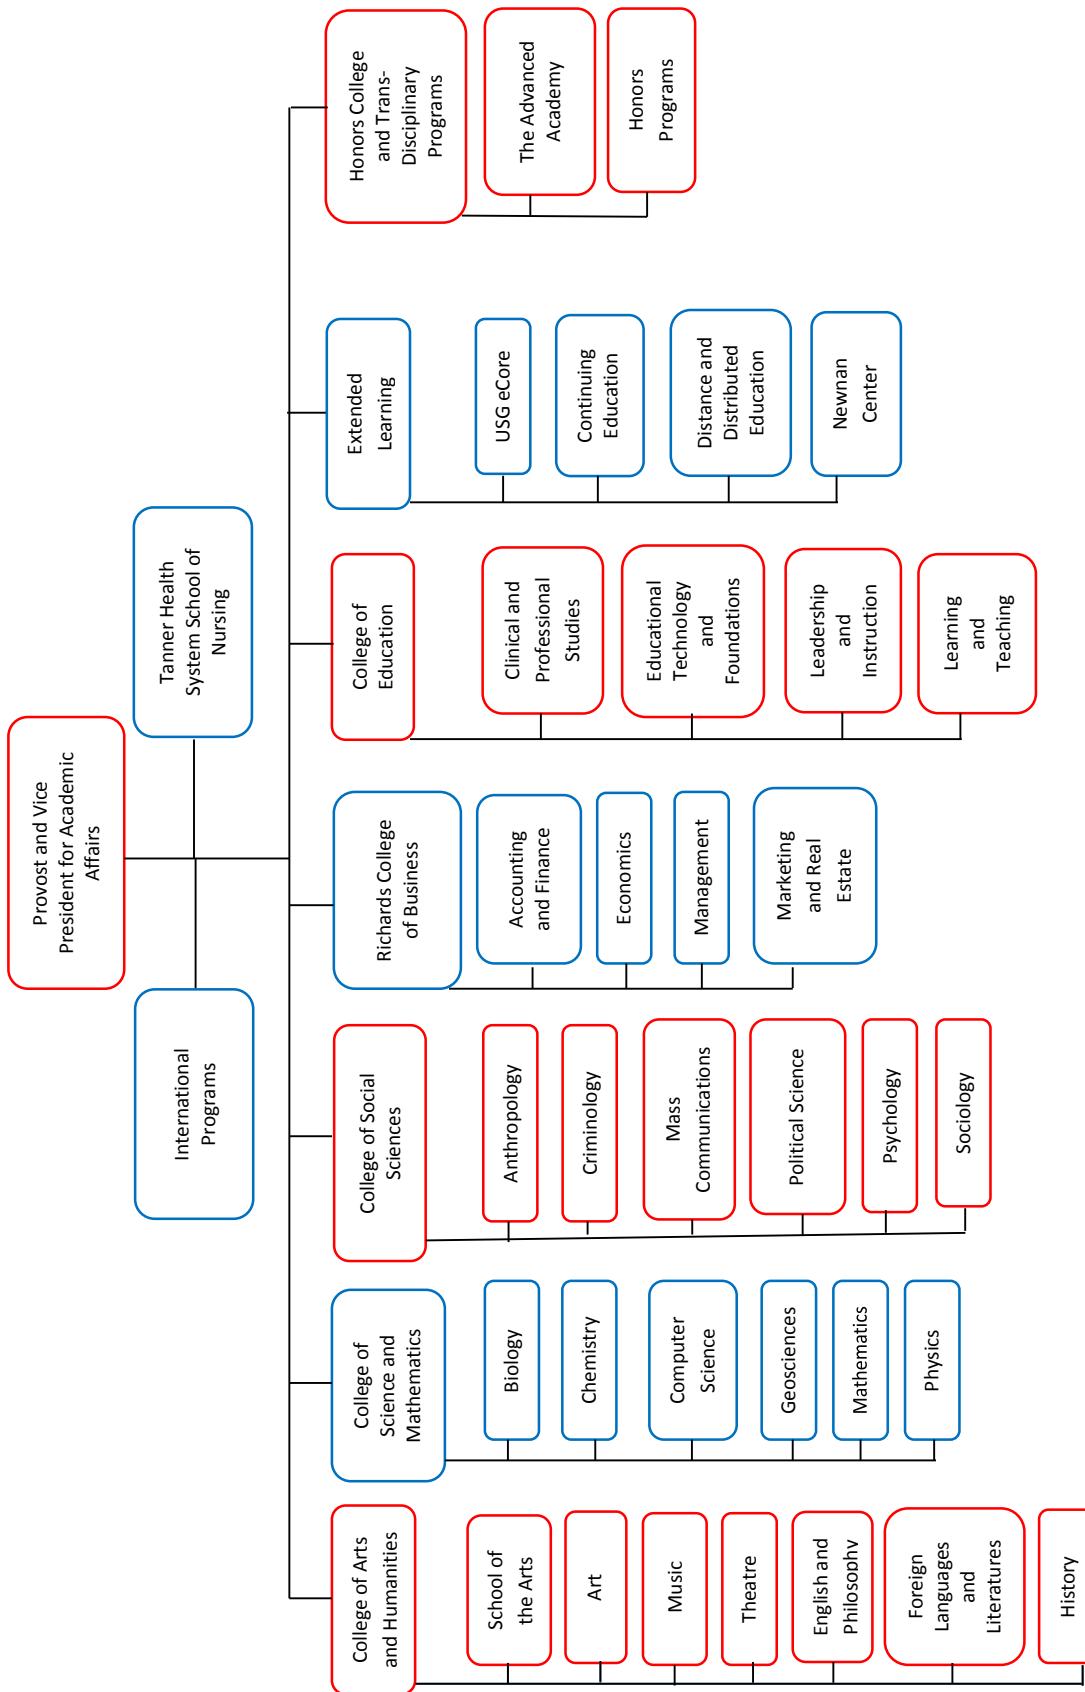 Provost and Vice
President for Academic
Affairs
International
Programs
Tanner Health
System School of
Nursing
College of Arts
and Humanities
School of
the Arts
Art
Music
Theatre
English and
Philosophy
Foreign
Languages
and
Literatures
History
College of
Science and
Mathematics
Biology
Chemistry
Computer
Science
Geosciences
Mathematics
Physics
College of Social
Sciences
Anthropology
Criminology
Mass
Communications
Political Science
Psychology
Sociology
Richards College
of Business
Accounting
and Finance
Economics
Management
Marketing
and Real
Estate
College of
Education
Clinical and
Professional
Studies
Educational
Technology
and
Foundations
Leadership
and
Instruction
Learning
and
Teaching
Extended
Learning
USG eCore
Continuing
Education
Distance and
Distributed
Education
Newnan
Center
Honors College
and Trans-
Disciplinary
Programs
The Advanced
Academy
Honors
Programs